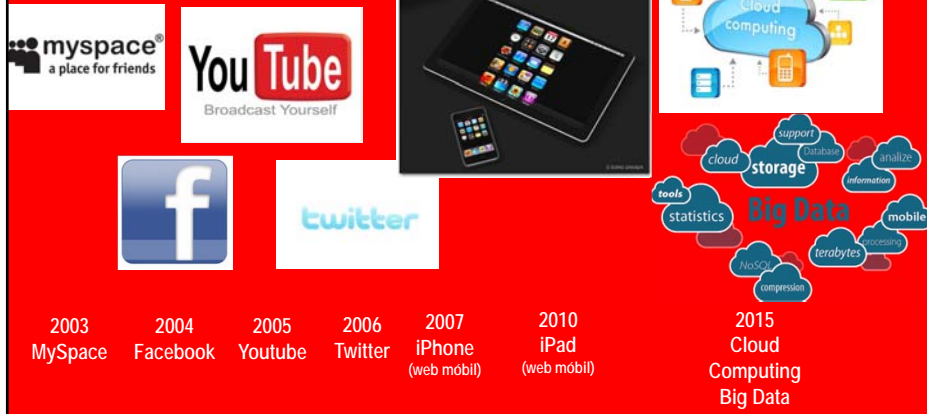 myspace®
a place for friends
You Tube
Broadcast Yourself
Cloud
computing
f
twitter
support
Database
cloud
storage
analize
information
tools
statistics
Big Data
mobile
processing
terabytes
NoSQL
compression
2003
MySpace
2004
Facebook
2005
Youtube
2006
Twitter
2007
iPhone
(web móbil)
2010
iPad
(web móbil)
2015
Cloud
Computing
Big Data